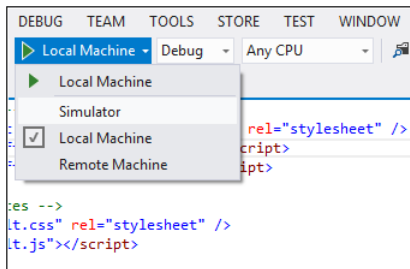 DEBUG TEAM TOOLS STORE TEST WINDOW
Local Machine Debug Any CPU
Local Machine
Simulator
rel="stylesheet" />
Local Machine
cript>
Remote Machine
ipt>
es -->
lt.css" rel="stylesheet" />
lt.js"></script>